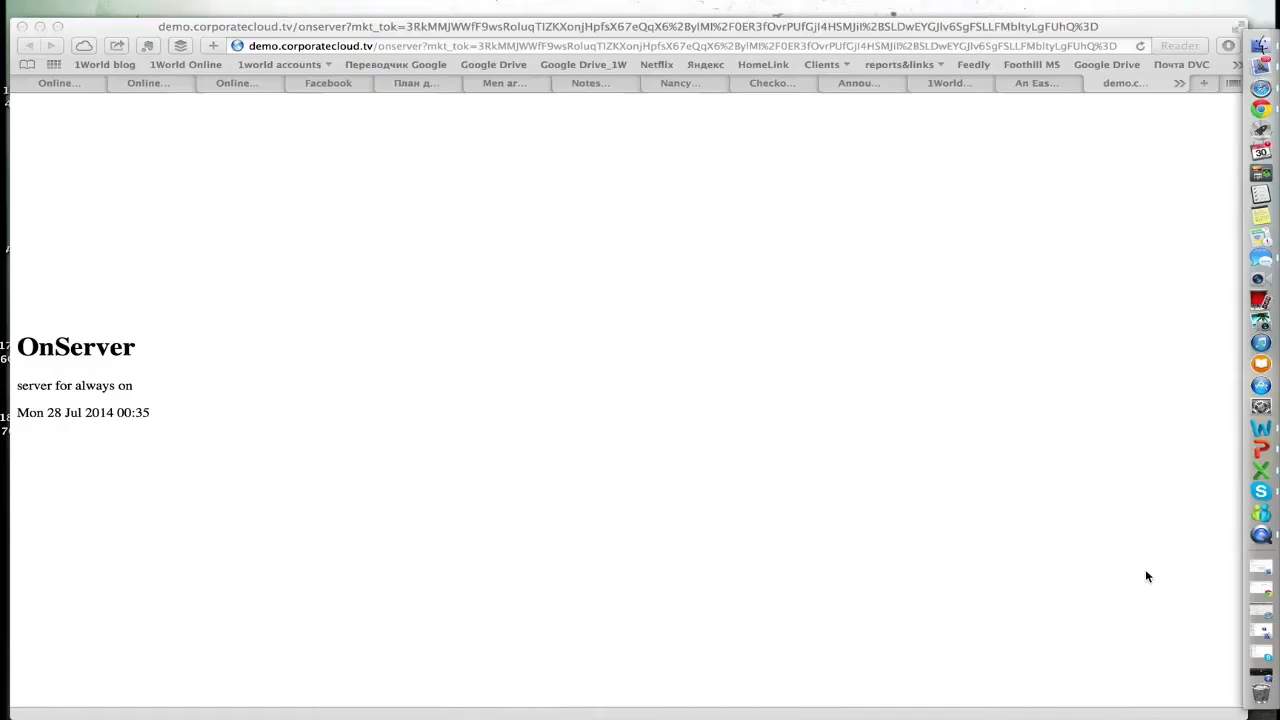 demo.corporatecloud.tv/onserver?mkt_tok=3RkMMJWWfF9wsRoluqTIZKXonjHpfsX67eQqX6%2BylMI%2F0ER3fOvrPUfGjI4HSMJiI%2BSLDwEYGJlv6SgFSLLFMbltyLgFUhQ%3D
demo.corporatecloud.tv/onserver?mkt_tok=3RkMMJWWfF9wsRoluqTIZKXonjHpfsX67eQqX6%2BylMI%2F0ER3fOvrPUfGjI4HSMJiI%2BSLDwEYGJlv6SgFSLLFMbltyLgFUhQ%3D Reader
1World blog 1World Online 1world accounts Переводчик Google Google Drive Google Drive_1W Netflix Яндекс HomeLink Clients reports&links Feedly Foothill MS Google Drive Почта DVC
Online... Online... Online... Facebook План д... Men ar... Notes... Nancy... Checko... Annou... 1World... An Eas... demo.c...
30
OnServer
server for always on
Mon 28 Jul 2014 00:35